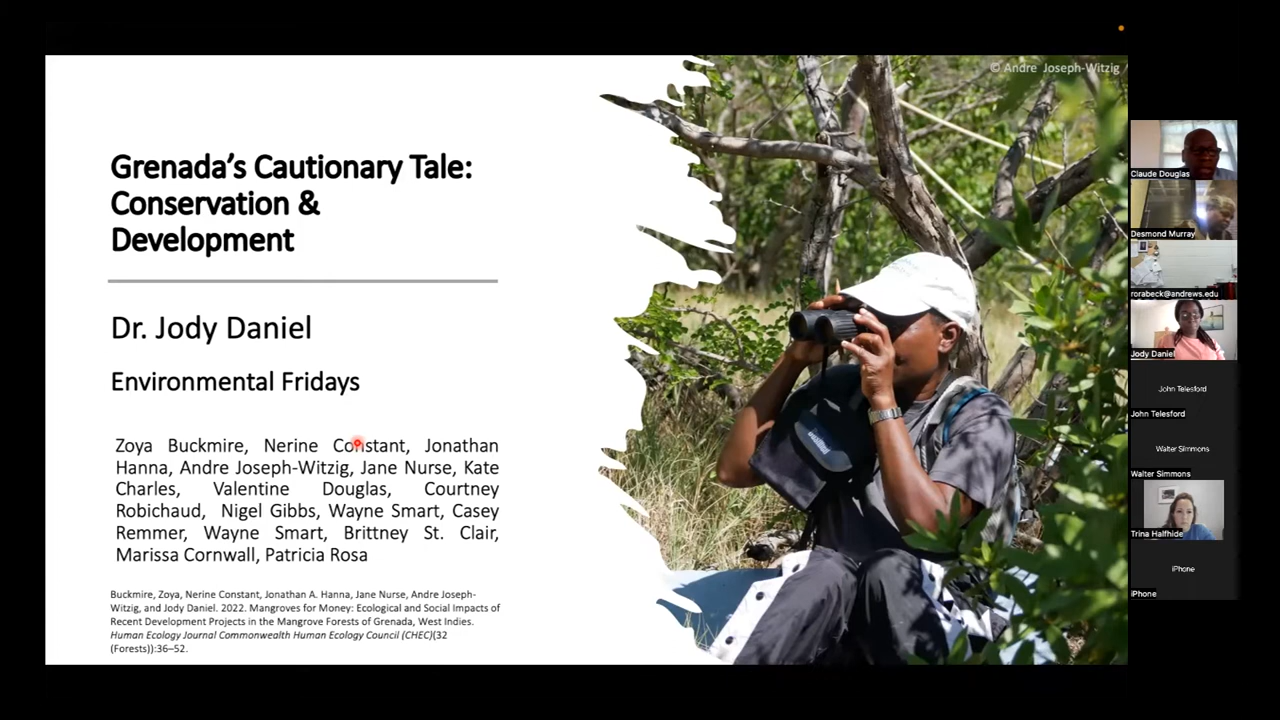 © Andre Joseph-Witzig
Grenada's Cautionary Tale:
Conservation &
Development
Dr. Jody Daniel
Environmental Fridays
Zoya Buckmire, Nerine Constant, Jonathan
Hanna, Andre Joseph-Witzig, Jane Nurse, Kate
Charles, Valentine Douglas, Courtney
Robichaud, Nigel Gibbs, Wayne Smart, Casey
Remmer, Wayne Smart, Brittney St. Clair,
Marissa Cornwall, Patricia Rosa
Buckmire, Zoya, Nerine Constant, Jonathan A. Hanna, Jane Nurse, Andre Joseph-
Witzig, and Jody Daniel. 2022. Mangroves for Money: Ecological and Social Impacts of
Recent Development Projects in the Mangrove Forests of Grenada, West Indies.
Human Ecology Journal Commonwealth Human Ecology Council (CHEC)(32
(Forests)):36–52.
Claude Douglas
Desmond Murray
rorabeck@andrews.edu
Jody Daniel
John Telesford
John Telesford
Walter Simmons
Walter Simmons
Trina Halfhide
iPhone
iPhone